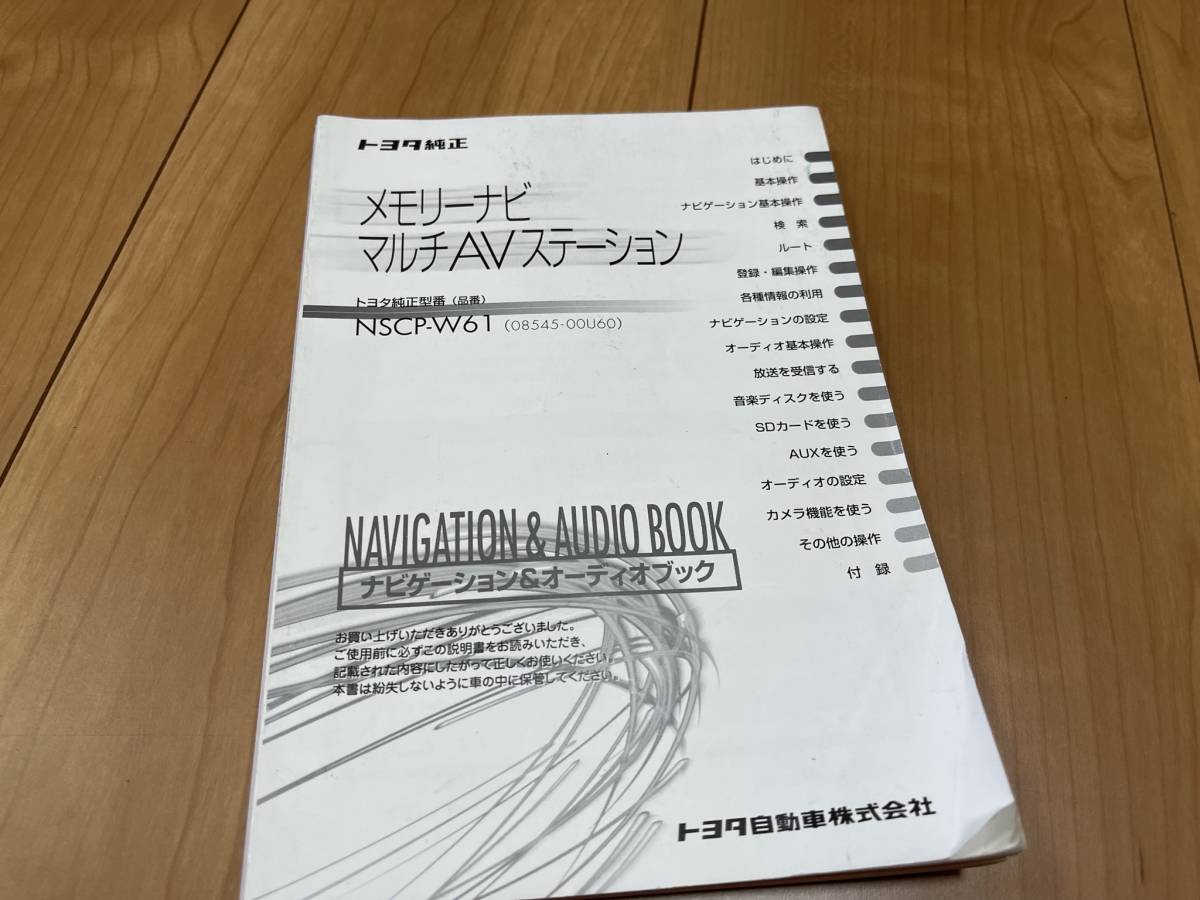 トヨタ純正
メモリーナビ
マルチAVステーション
トヨタ純正型番（品番）
NSCP-W61（08545-00U60）
はじめに
基本操作
ナビゲーション基本操作
検 索
ルート
登録・編集操作
各種情報の利用
ナビゲーションの設定
オーディオ基本操作
放送を受信する
音楽ディスクを使う
SDカードを使う
AUXを使う
オーディオの設定
カメラ機能を使う
その他の操作
付 録
NAVIGATION & AUDIO BOOK
ナビゲーション&オーディオブック
お買い上げいただきありがとうございました。
ご使用前に必ずこの説明書をお読みいただき、
記載された内容にしたがって正しくお使いください。
本書は紛失しないように車の中に保管してください。
トヨタ自動車株式会社